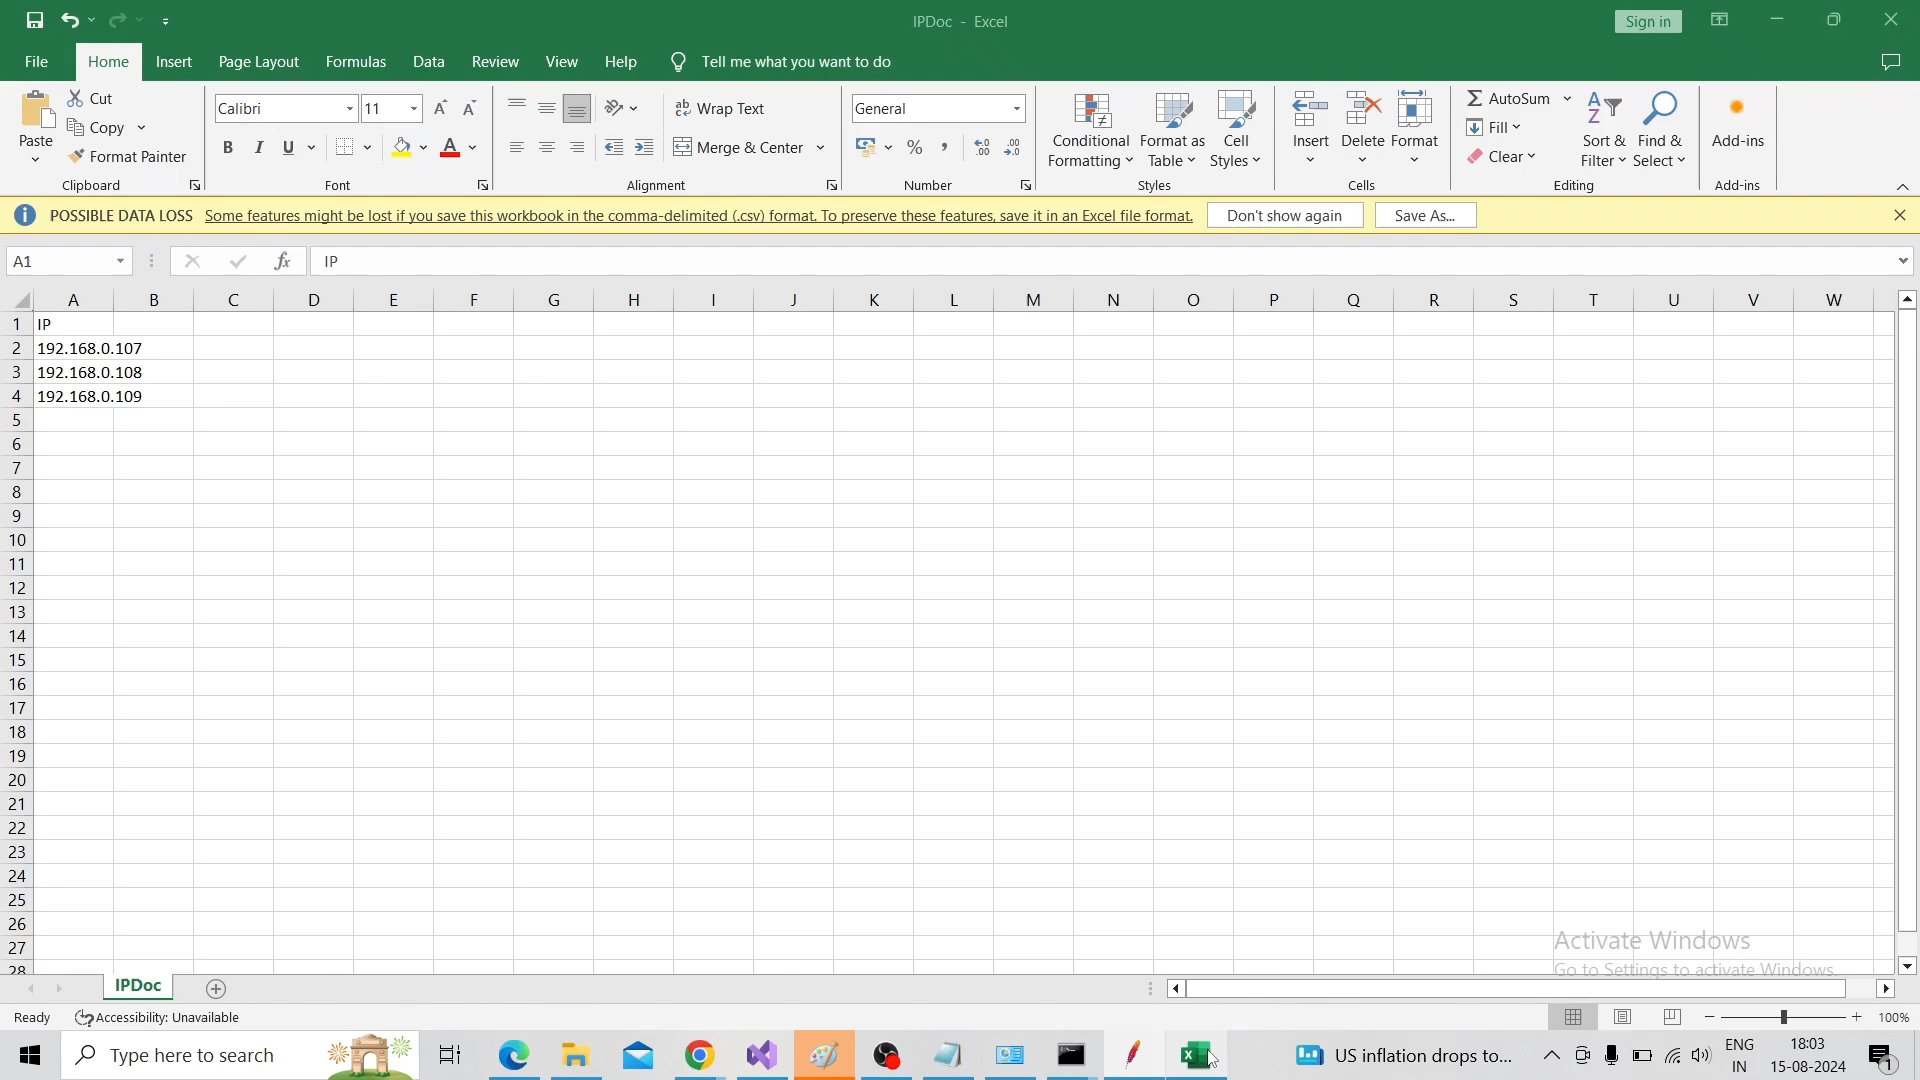 IPDoc - Excel
Sign in
File Home Insert Page Layout Formulas Data Review View Help Tell me what you want to do
Paste
Cut
Copy
Format Painter
Clipboard
Calibri 11
B I U
Font
ab Wrap Text
Merge & Center
Alignment
General
% ,
Number
Conditional Formatting
Format as Table
Cell Styles
Styles
Insert
Delete
Format
Cells
AutoSum
Fill
Clear
Sort & Filter
Find & Select
Editing
Add-ins
Add-ins
POSSIBLE DATA LOSS Some features might be lost if you save this workbook in the comma-delimited (.csv) format. To preserve these features, save it in an Excel file format. Don't show again Save As...
A1 fx IP
A B C D E F G H I J K L M N O P Q R S T U V W
1 IP
2 192.168.0.107
3 192.168.0.108
4 192.168.0.109
5
6
7
8
9
10
11
12
13
14
15
16
17
18
19
20
21
22
23
24
25
26
27
28
Activate Windows
Go to Settings to activate Windows.
IPDoc
Ready Accessibility: Unavailable 100%
Type here to search
US inflation drops to...
ENG
IN
18:03
15-08-2024
1